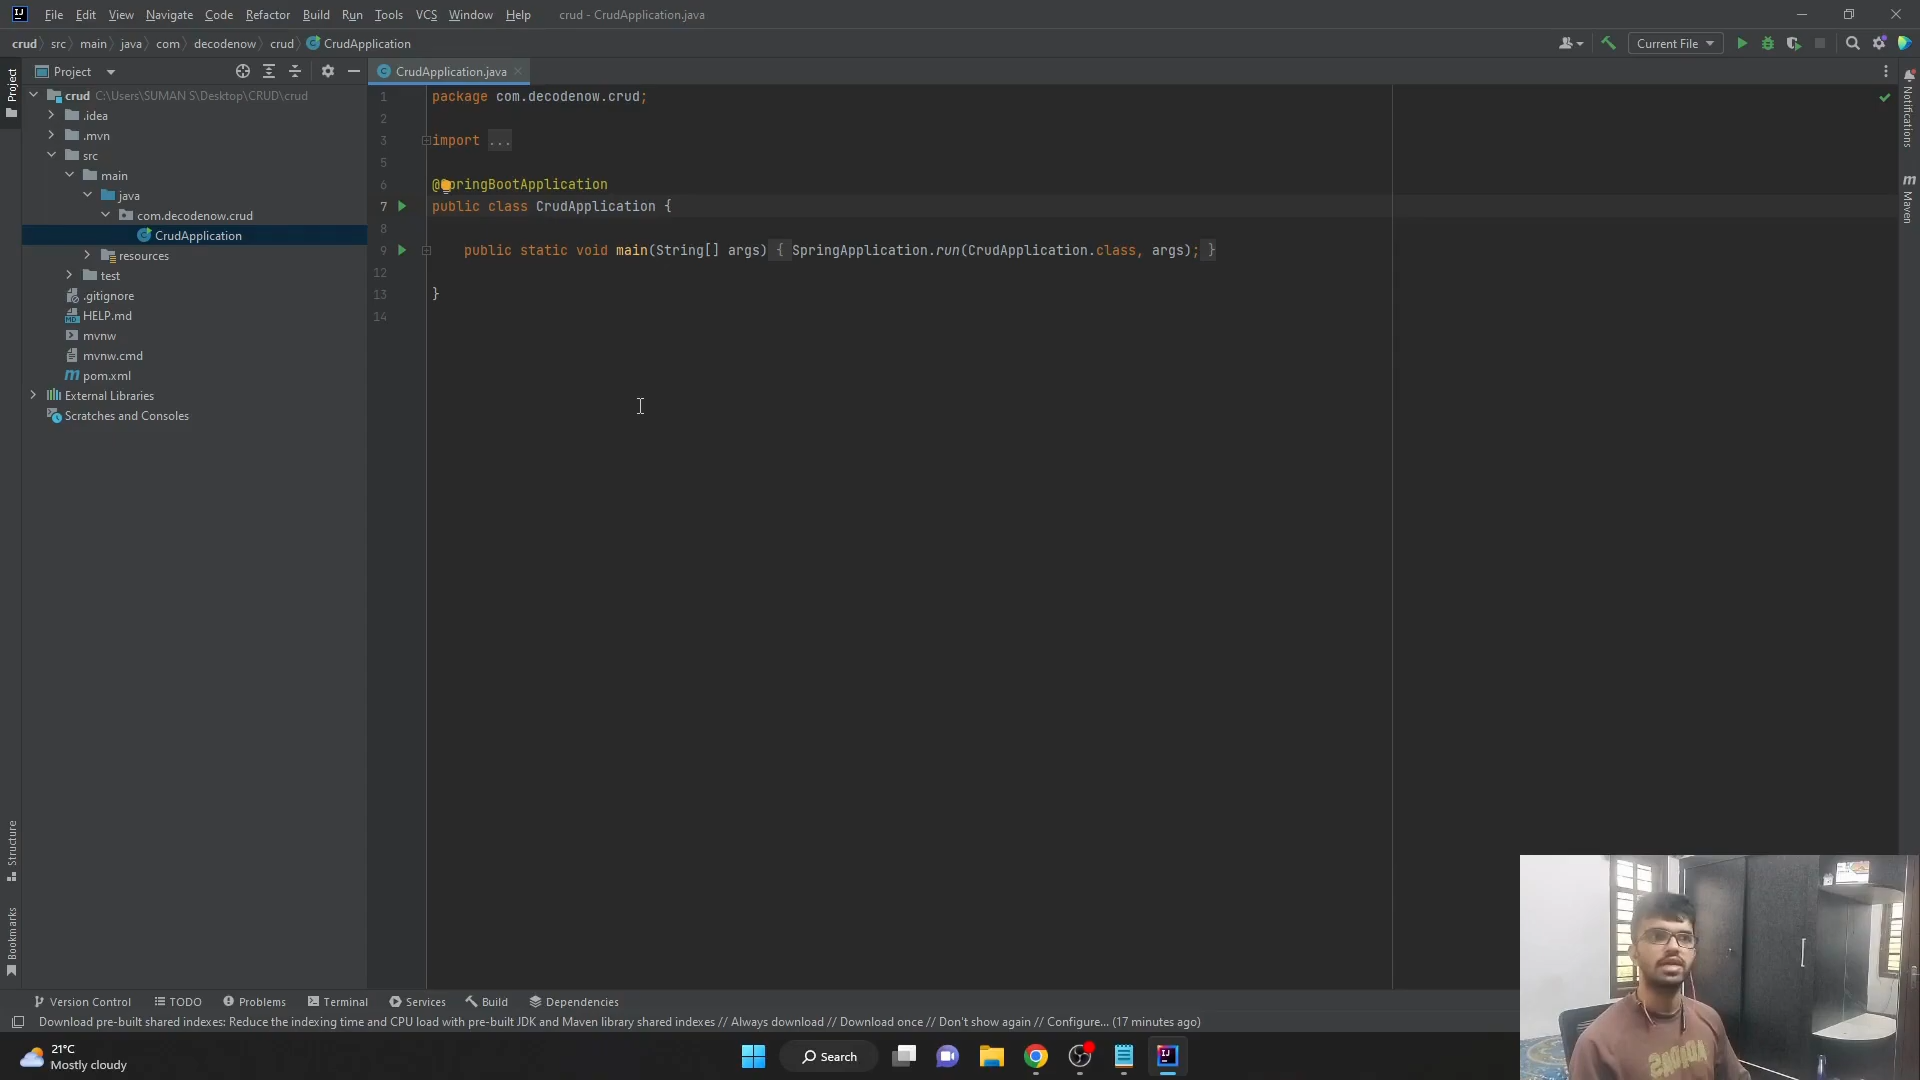 File Edit View Navigate Code Refactor Build Run Tools VCS Window Help crud - CrudApplication.java
crud src main java com decodenow crud CrudApplication
Current File
Project
Project
CrudApplication.java
crud C:\Users\SUMAN S\Desktop\CRUD\crud
.idea
.mvn
src
main
java
com.decodenow.crud
CrudApplication
resources
test
.gitignore
HELP.md
mvnw
mvnw.cmd
pom.xml
External Libraries
Scratches and Consoles
1 package com.decodenow.crud;
2
3 import ...
5
6 @SpringBootApplication
7 public class CrudApplication {
8
9 public static void main(String[] args) { SpringApplication.run(CrudApplication.class, args); }
12
13 }
14
Notifications
Maven
Structure
Bookmarks
Version Control TODO Problems Terminal Services Build Dependencies
Download pre-built shared indexes: Reduce the indexing time and CPU load with pre-built JDK and Maven library shared indexes // Always download // Download once // Don't show again // Configure... (17 minutes ago)
21°C
Mostly cloudy
Search